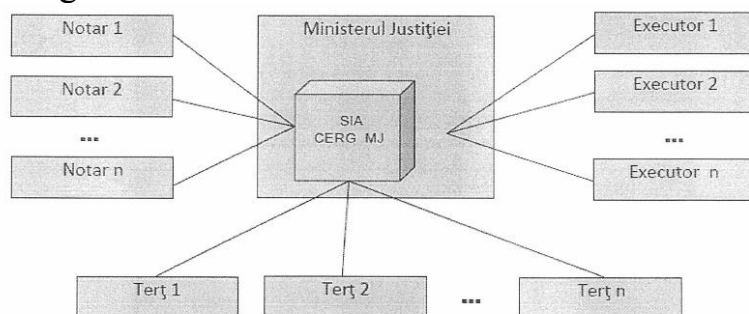 Notar 1
Ministerul Justiţiei
Executor 1
Notar 2
Executor 2
...
SIA
CERG MJ
...
Notar n
Executor n
Terţ 1
Terţ 2
...
Terţ n